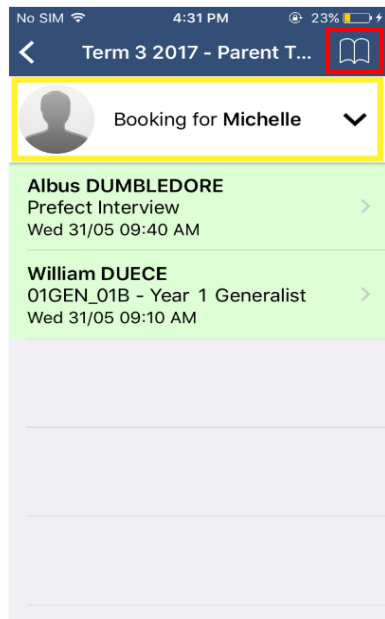 No SIM 4:31 PM 23%
Term 3 2017 - Parent T...
Booking for Michelle
Albus DUMBLEDORE
Prefect Interview
Wed 31/05 09:40 AM
William DUECE
01GEN_01B - Year 1 Generalist
Wed 31/05 09:10 AM